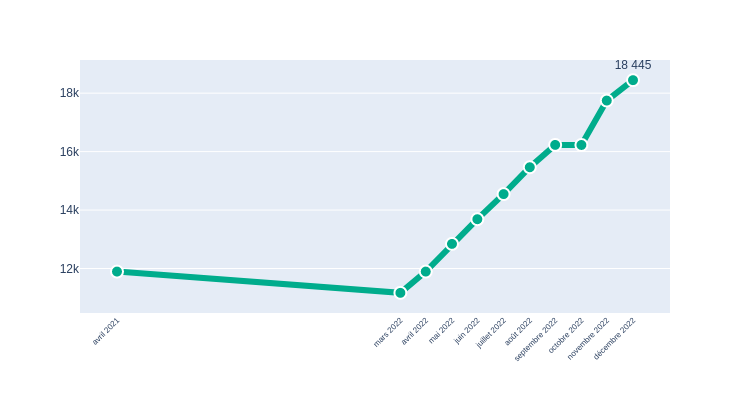 18 445
18k
16k
14k
12k
avril 2021
mars 2022
avril 2022
mai 2022
juin 2022
juillet 2022
août 2022
septembre 2022
octobre 2022
novembre 2022
décembre 2022